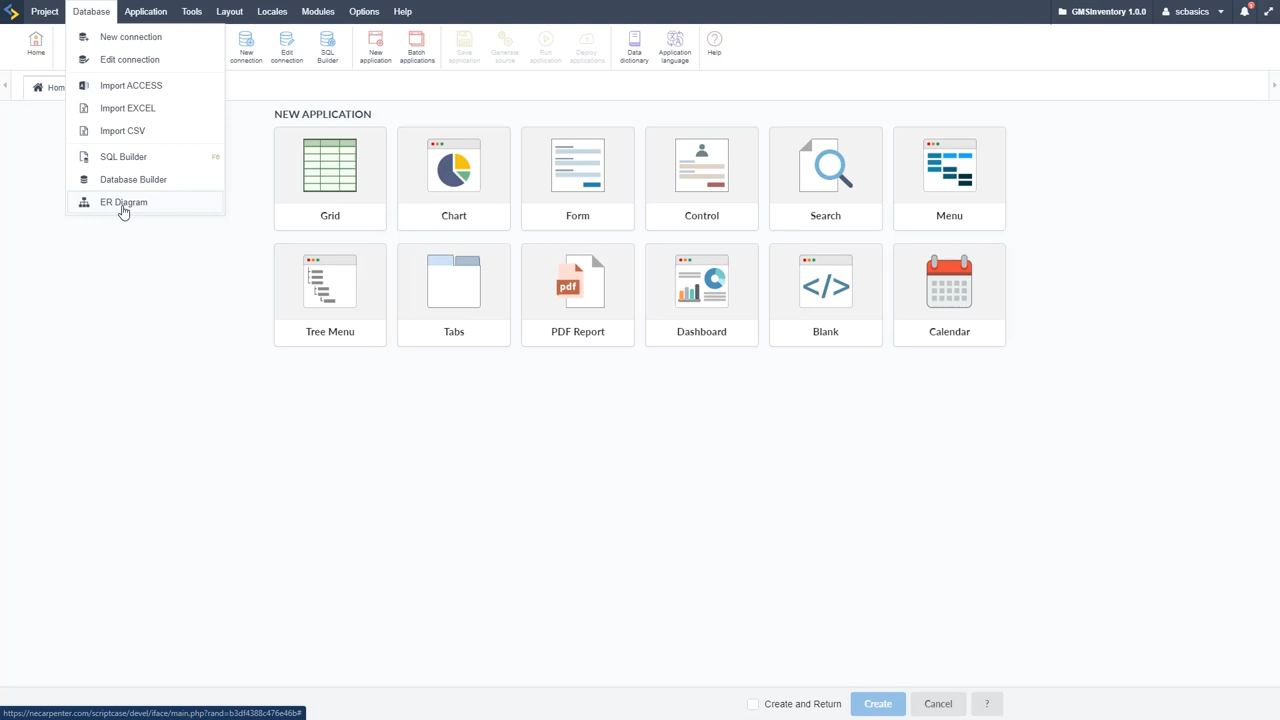 Project Database Application Tools Layout Locales Modules Options Help GMSInventory 1.0.0 scbasics 1
Home New connection Edit connection SQL Builder New application Batch applications Save application Generate source Run application Deploy applications Data dictionary Application language Help
New connection
Edit connection
Import ACCESS
Hom
Import EXCEL
Import CSV
SQL Builder F6
Database Builder
ER Diagram
NEW APPLICATION
Grid Chart Form Control Search Menu
pdf
</>
Tree Menu Tabs PDF Report Dashboard Blank Calendar
Create and Return Create Cancel ?
https://necarpenter.com/scriptcase/devel/iface/main.php?rand=b3df4388c476e46b#